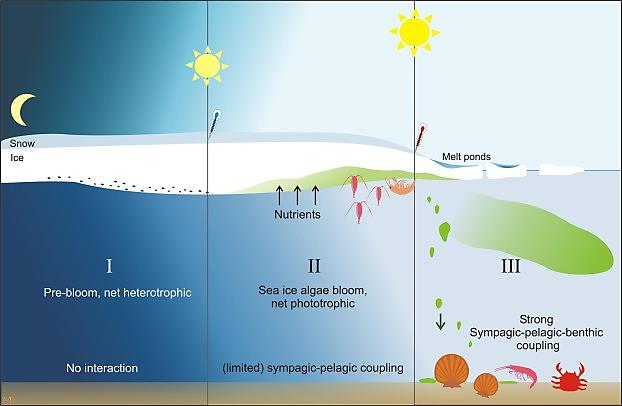 Snow
Ice
Melt ponds
Nutrients
I
II
III
Pre-bloom, net heterotrophic
Sea ice algae bloom,
net phototrophic
Strong
Sympagic-pelagic-benthic
coupling
No interaction
(limited) sympagic-pelagic coupling